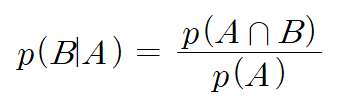 p(B|A) = p(A ∩ B) / p(A)